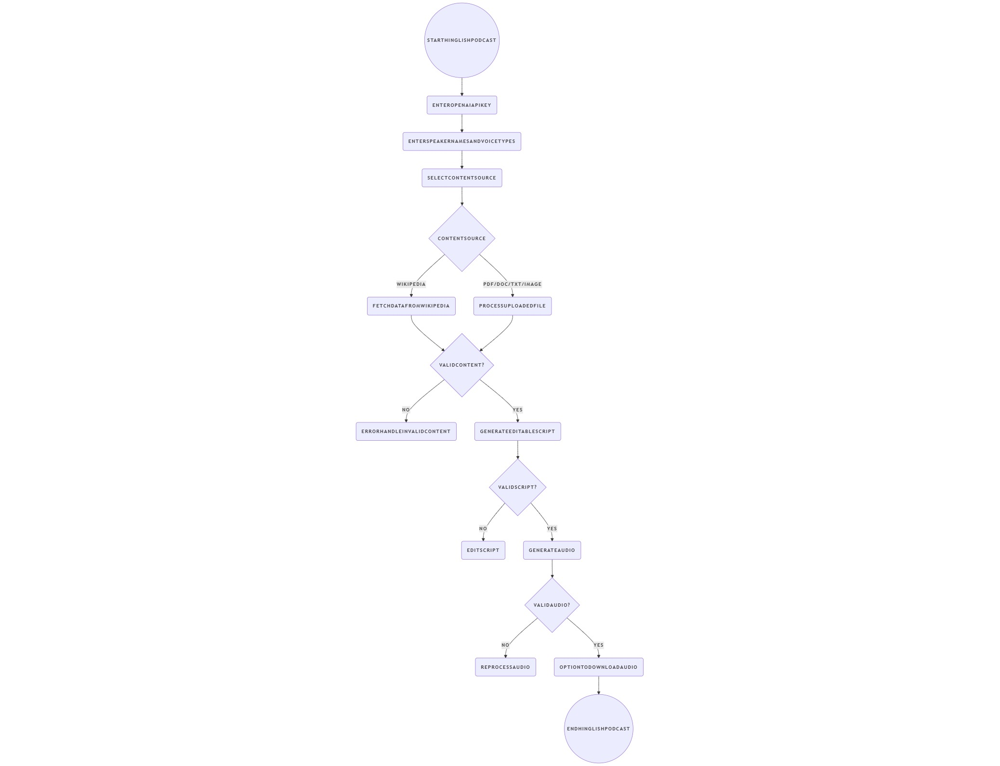 STARTHINGLISHPODCAST
ENTEROPENAIAPIKEY
ENTERSPEAKERNAMESANDVOICETYPES
SELECTCONTENTSOURCE
CONTENTSOURCE
WIKIPEDIA
PDF/DOC/TXT/IMAGE
FETCHDATAFROMWIKIPEDIA
PROCESSUPLOADEDFILE
VALIDCONTENT?
NO
YES
ERRORHANDLEINVALIDCONTENT
GENERATEEDITABLESCRIPT
VALIDSCRIPT?
NO
YES
EDITSCRIPT
GENERATEAUDIO
VALIDAUDIO?
NO
YES
REPROCESSAUDIO
OPTIONTODOWNLOADAUDIO
ENDHINGLISHPODCAST